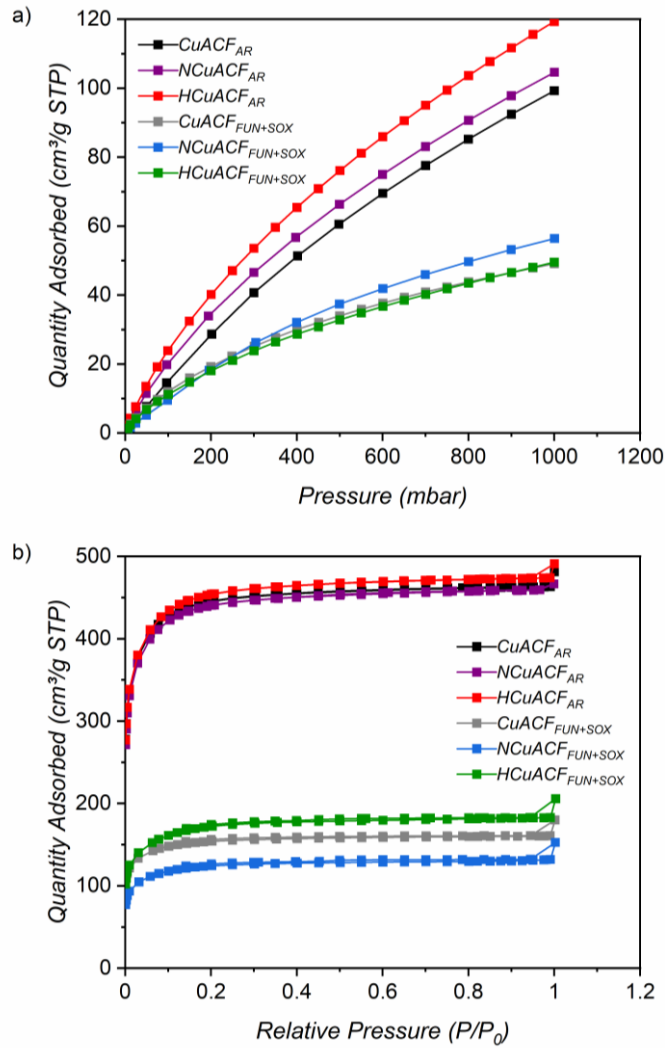 a)
120
100
80
60
40
20
0
Quantity Adsorbed (cm³/g STP)
CuACF_AR
NCuACF_AR
HCuACF_AR
CuACF_FUN+SOX
NCuACF_FUN+SOX
HCuACF_FUN+SOX
0 200 400 600 800 1000 1200
Pressure (mbar)
b)
500
400
300
200
100
0
Quantity Adsorbed (cm³/g STP)
CuACF_AR
NCuACF_AR
HCuACF_AR
CuACF_FUN+SOX
NCuACF_FUN+SOX
HCuACF_FUN+SOX
0 0.2 0.4 0.6 0.8 1 1.2
Relative Pressure (P/P₀)